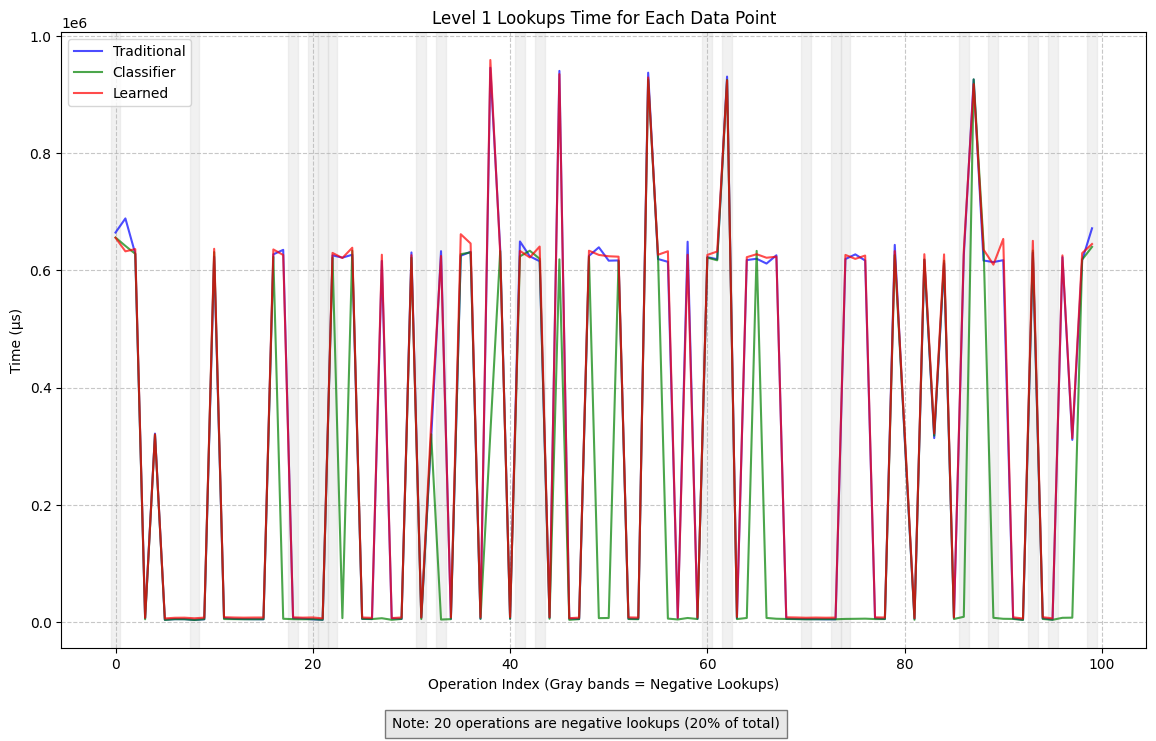 Level 1 Lookups Time for Each Data Point
1e6
1.0
Traditional
Classifier
Learned
0.8
0.6
0.4
0.2
0.0
Time (µs)
0 20 40 60 80 100
Operation Index (Gray bands = Negative Lookups)
Note: 20 operations are negative lookups (20% of total)